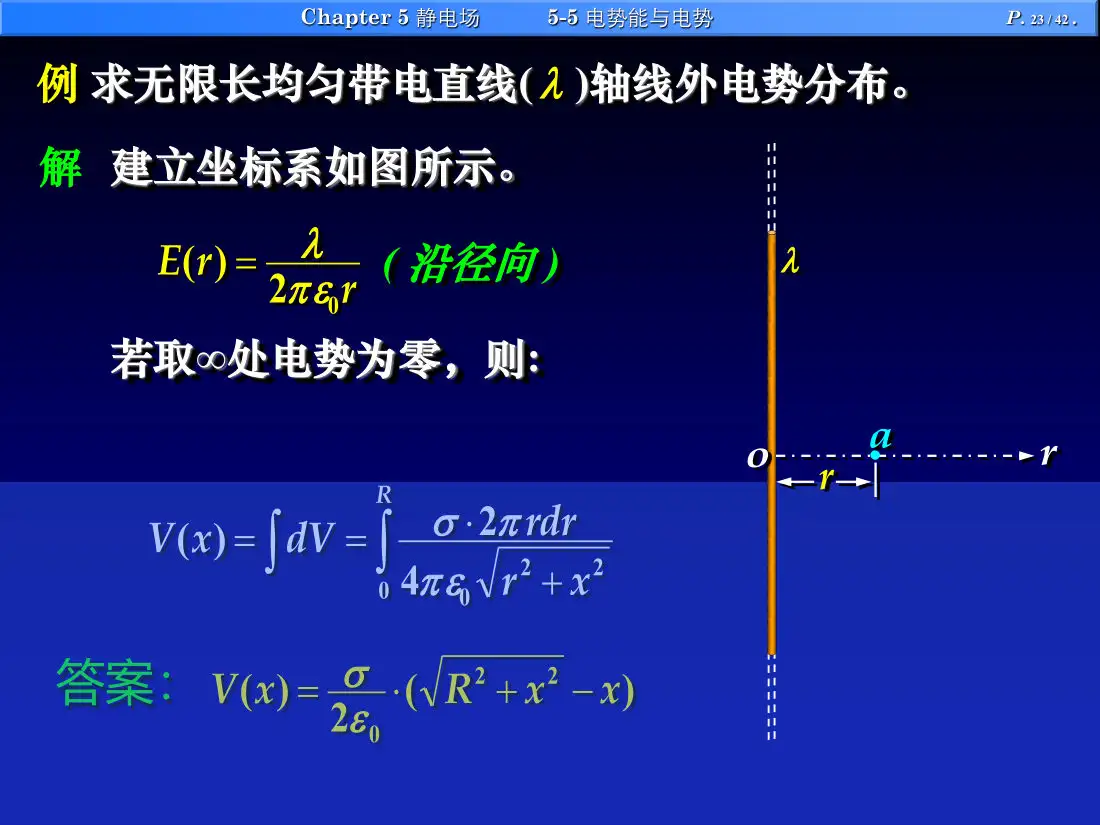 Chapter 5 静电场 5-5 电势能与电势 P. 23 / 42 .
例 求无限长均匀带电直线( λ )轴线外电势分布。
解 建立坐标系如图所示。
E(r) = λ / 2πε₀r ( 沿径向 )
若取∞处电势为零，则:
λ
a
o r
r
V(x) = ∫ dV = ∫₀ᴿ σ · 2πrdr / 4πε₀√(r² + x²)
答案： V(x) = σ / 2ε₀ · (√(R² + x²) − x)